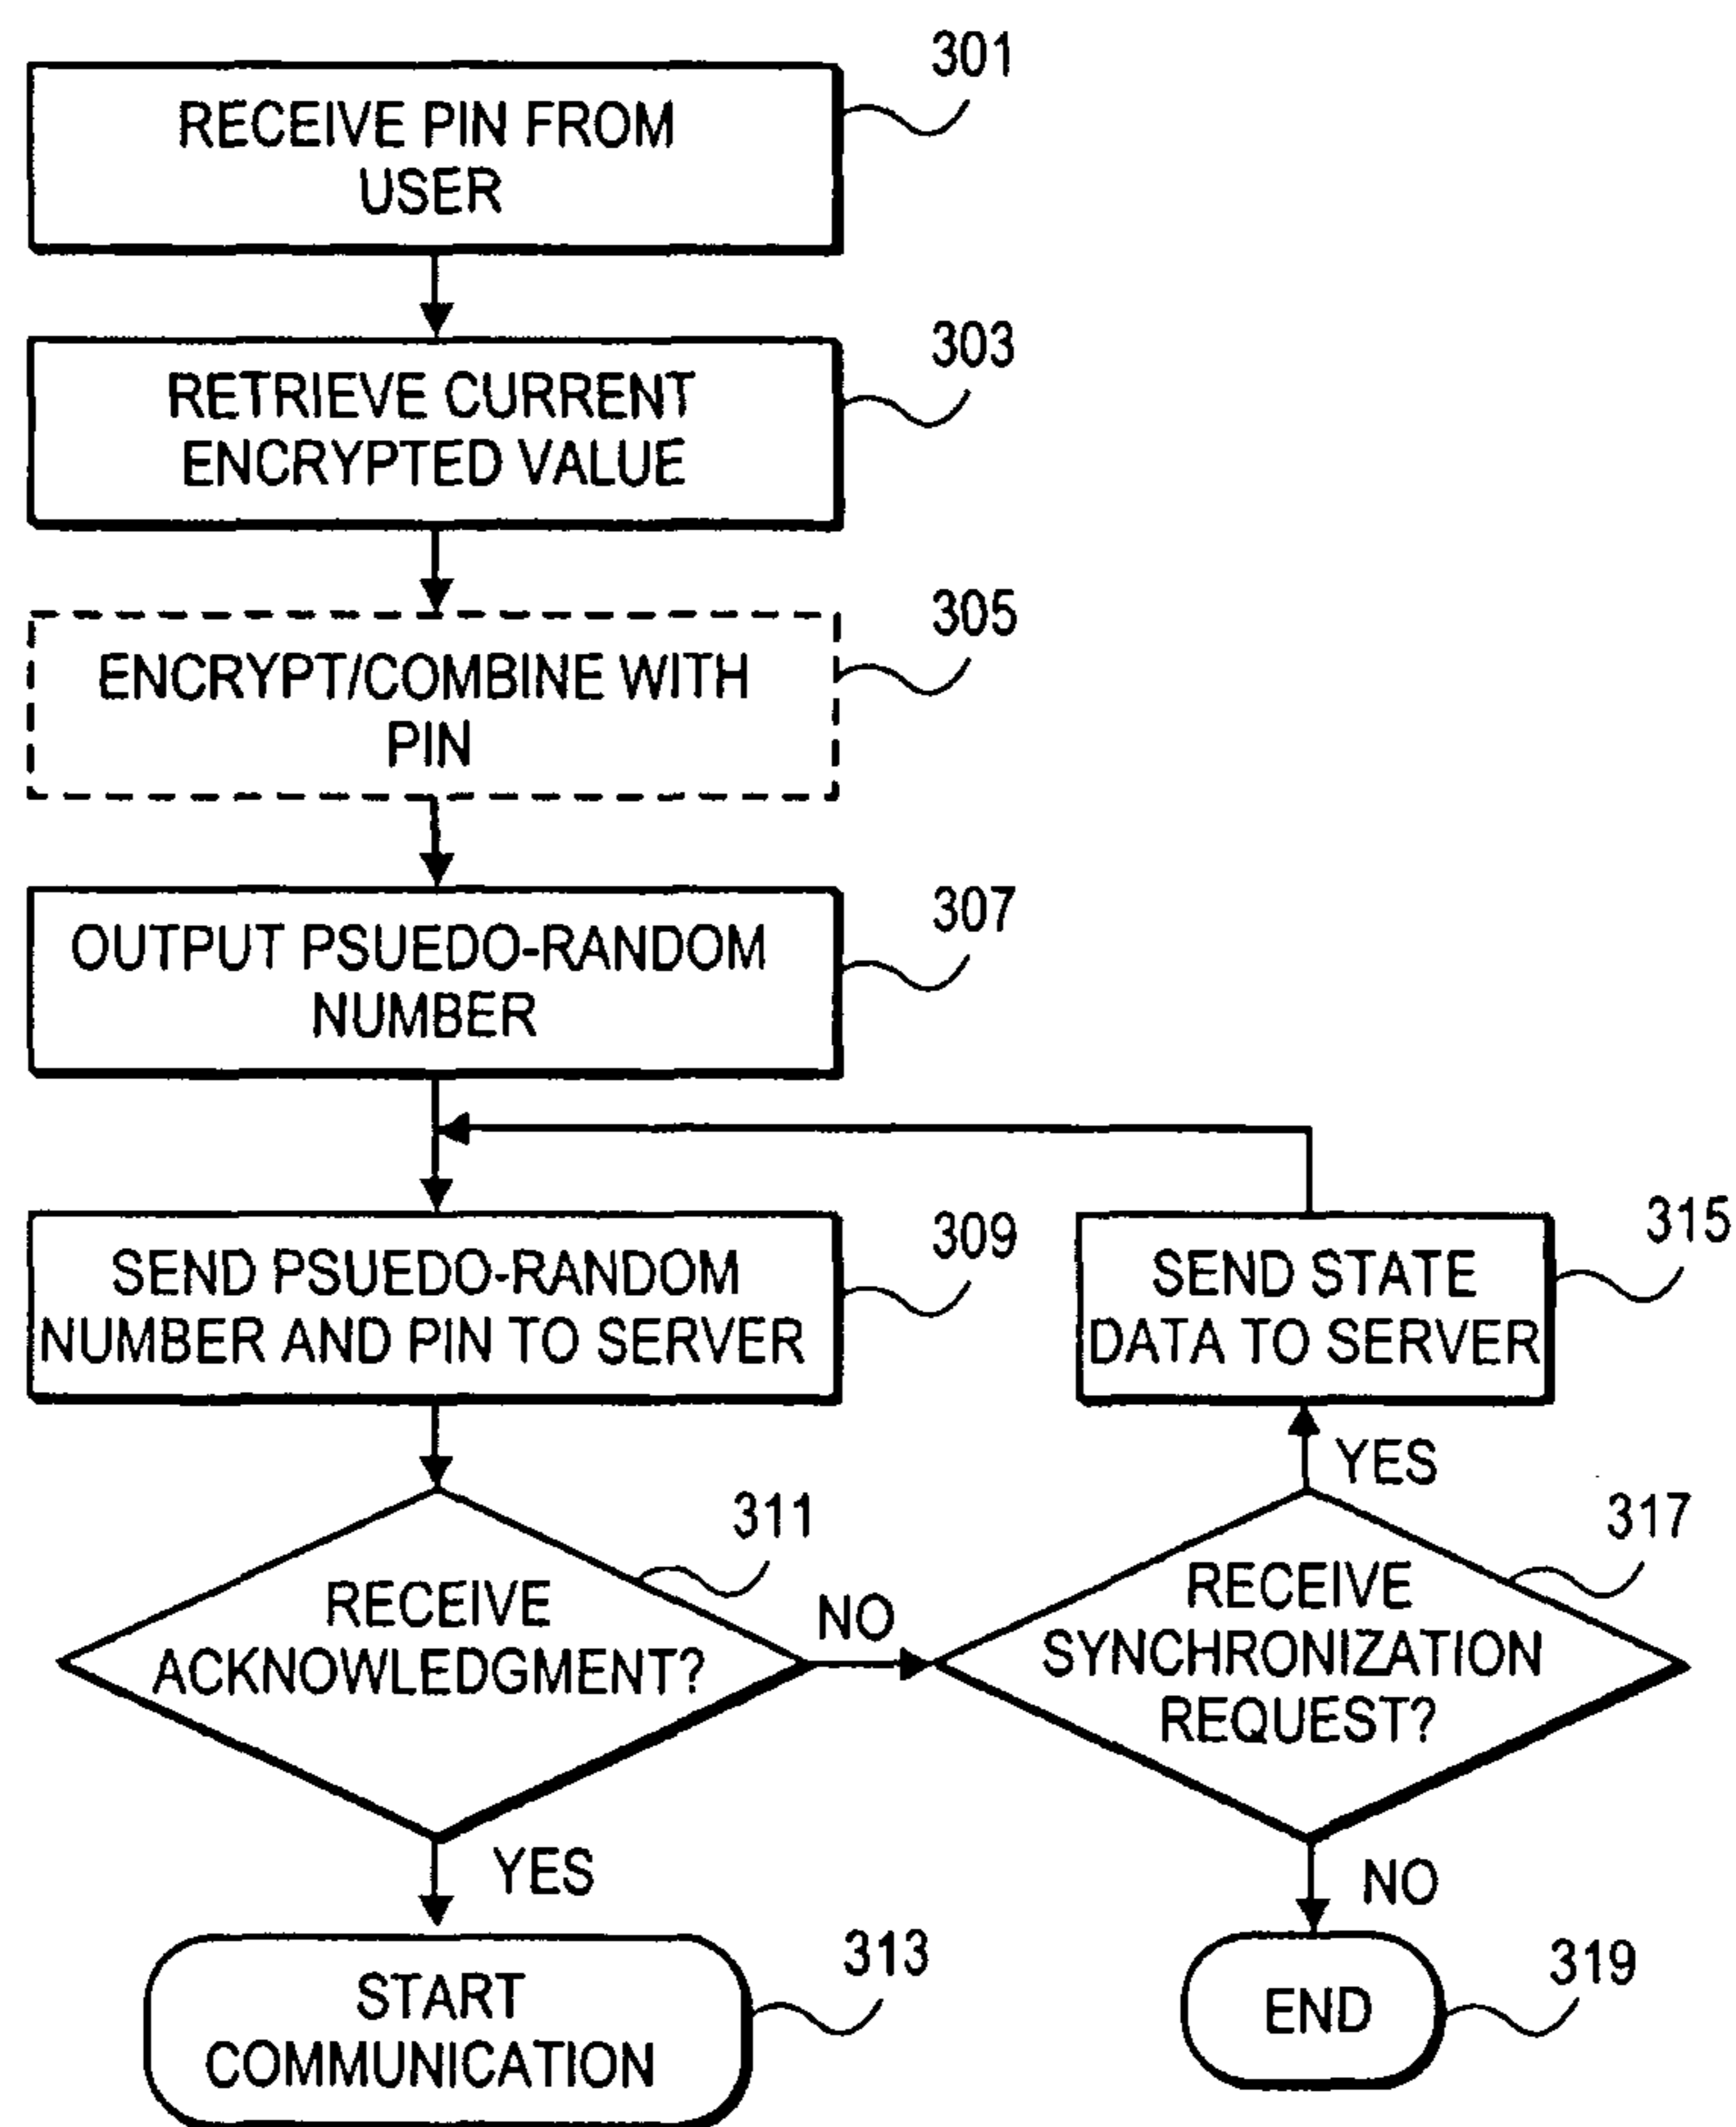 301
RECEIVE PIN FROM
USER
303
RETRIEVE CURRENT
ENCRYPTED VALUE
305
ENCRYPT/COMBINE WITH
PIN
307
OUTPUT PSUEDO-RANDOM
NUMBER
309
SEND PSUEDO-RANDOM
NUMBER AND PIN TO SERVER
315
SEND STATE
DATA TO SERVER
YES
311
RECEIVE
ACKNOWLEDGMENT?
NO
317
RECEIVE
SYNCHRONIZATION
REQUEST?
YES
313
START
COMMUNICATION
NO
319
END